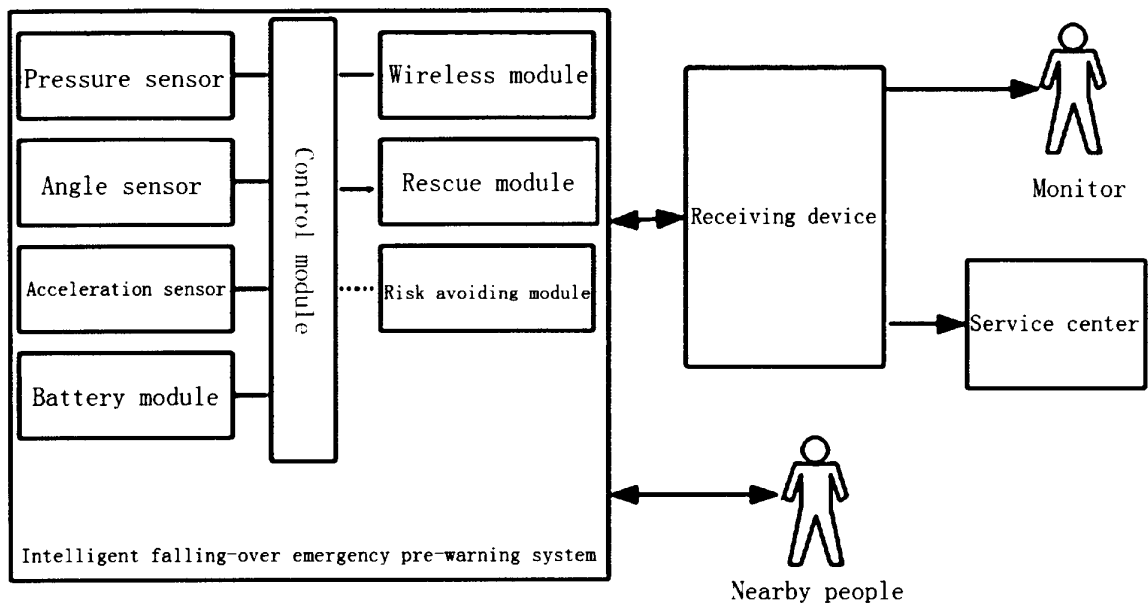 Pressure sensor
Wireless module
Angle sensor
Control module
Rescue module
Monitor
Receiving device
Acceleration sensor
Risk avoiding module
Service center
Battery module
Intelligent falling-over emergency pre-warning system
Nearby people